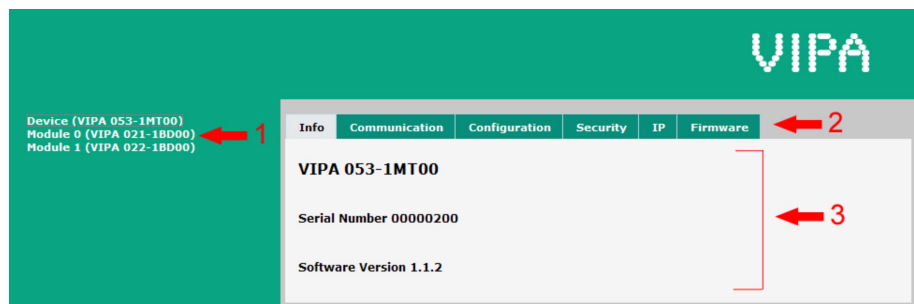 VIPA
Device (VIPA 053-1MT00)
Module 0 (VIPA 021-1BD00)
Module 1 (VIPA 022-1BD00)
1
Info Communication Configuration Security IP Firmware
2
VIPA 053-1MT00
Serial Number 00000200
3
Software Version 1.1.2